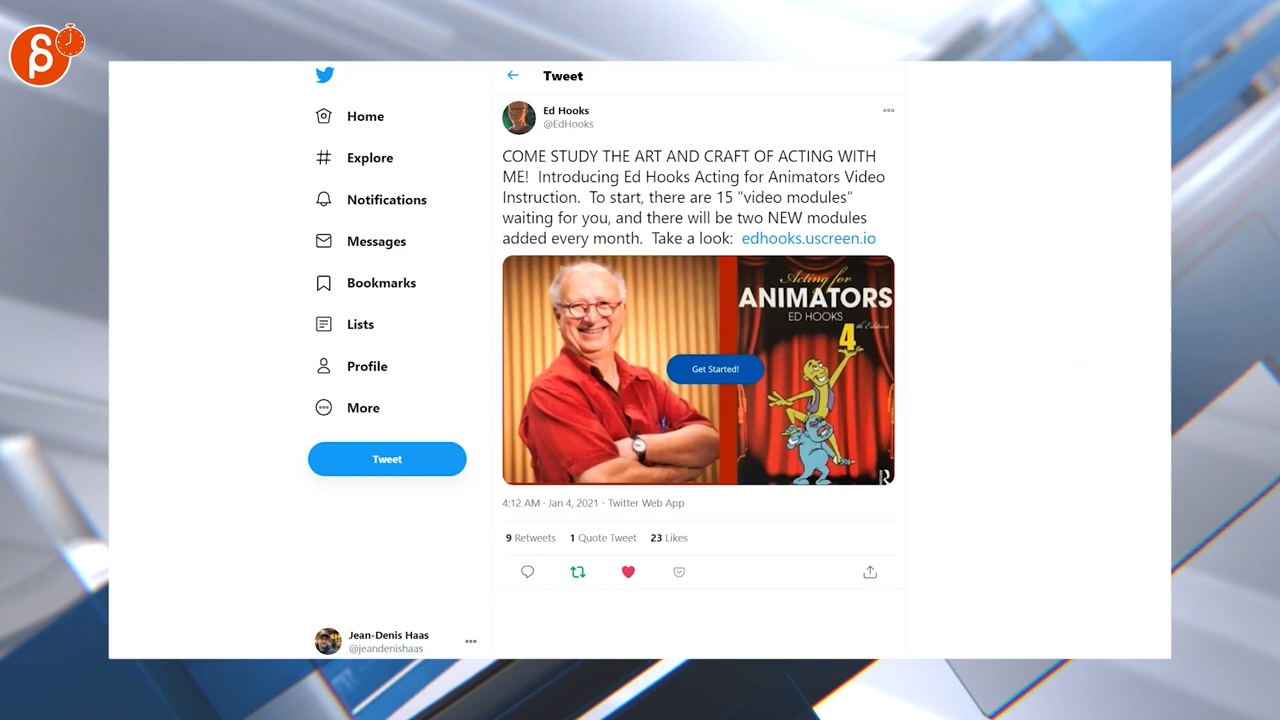 Tweet
Home
Explore
Notifications
Messages
Bookmarks
Lists
Profile
More
Tweet
Jean-Denis Haas
@jeandenishaas
Ed Hooks
@EdHooks
COME STUDY THE ART AND CRAFT OF ACTING WITH
ME! Introducing Ed Hooks Acting for Animators Video
Instruction. To start, there are 15 "video modules"
waiting for you, and there will be two NEW modules
added every month. Take a look: edhooks.uscreen.io
Acting for
ANIMATORS
ED HOOKS
4th Edition
Get Started!
R
4:12 AM · Jan 4, 2021 · Twitter Web App
9 Retweets 1 Quote Tweet 23 Likes